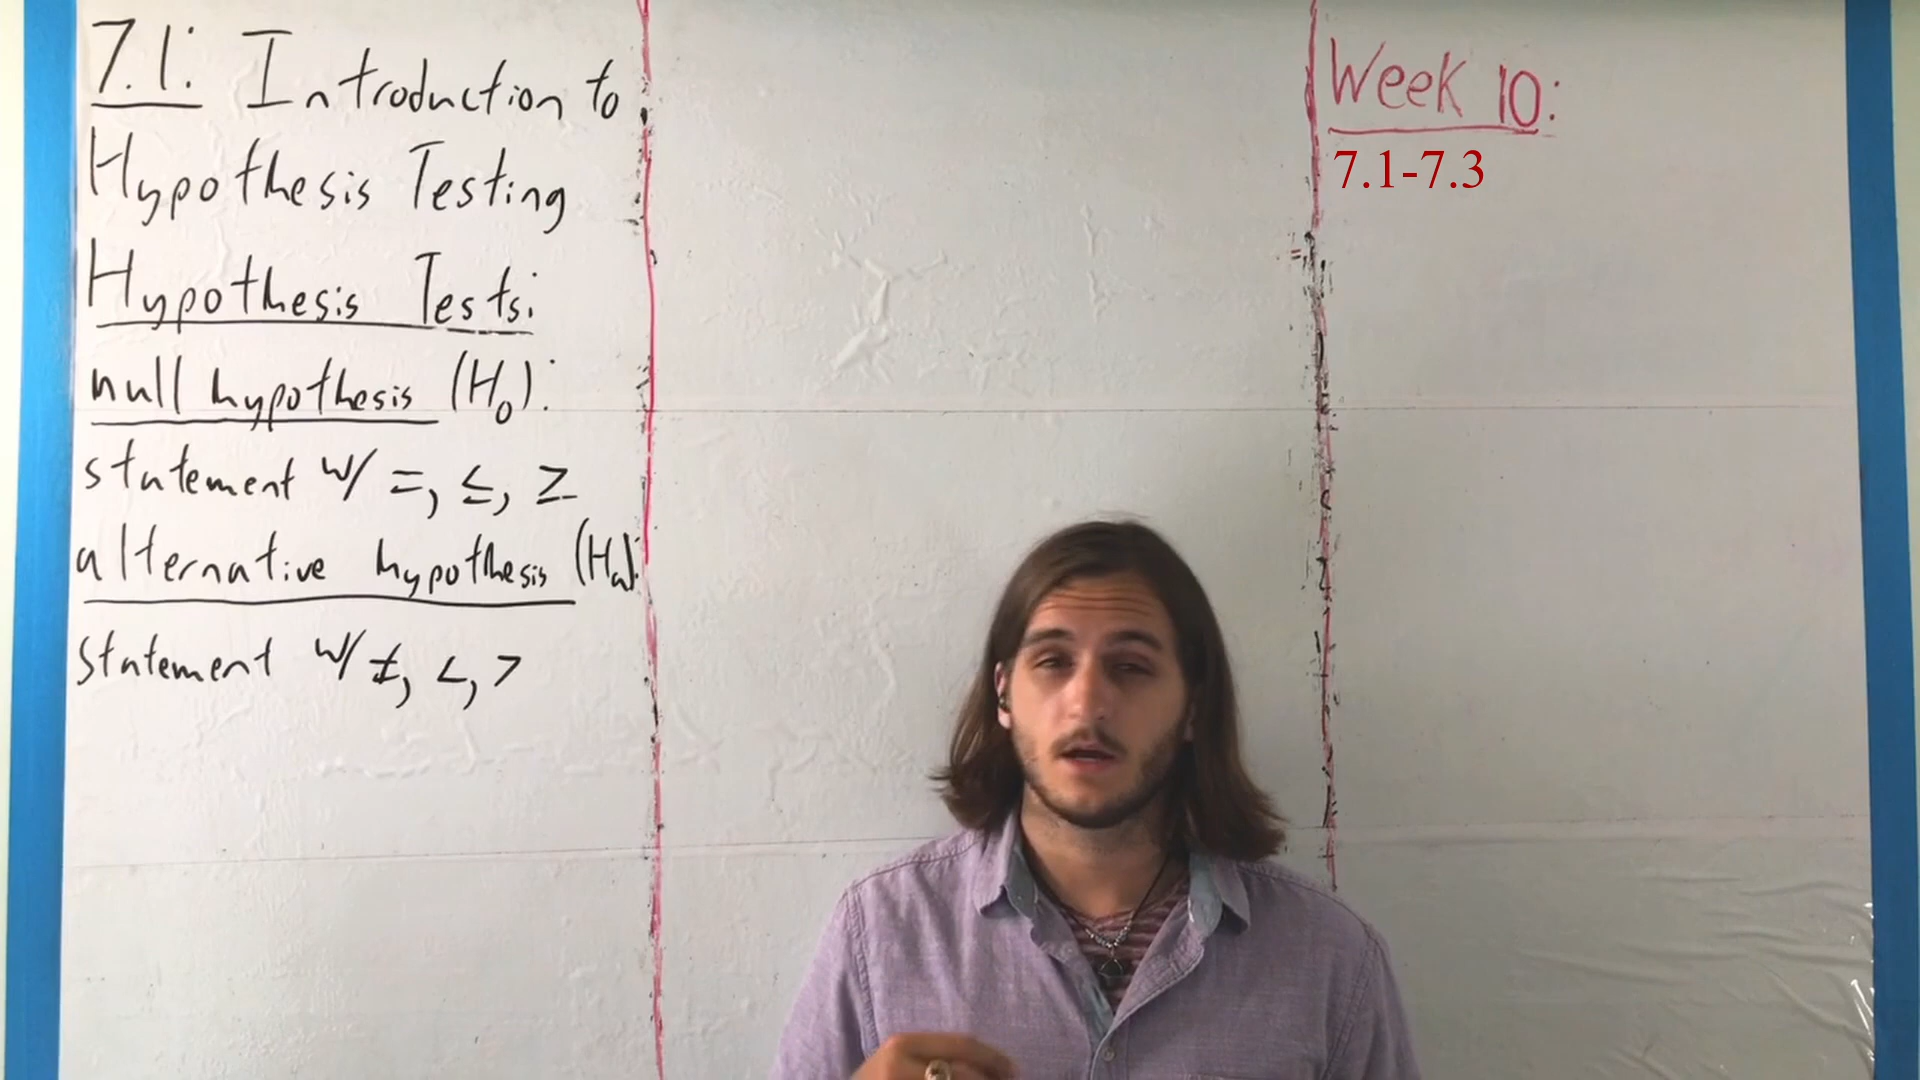 7.1: Introduction to
Hypothesis Testing
Hypothesis Tests:
null hypothesis (H₀):
statement w/ =, ≤, ≥
alternative hypothesis (Hₐ):
statement w/ ≠, <, >
Week 10:
7.1-7.3